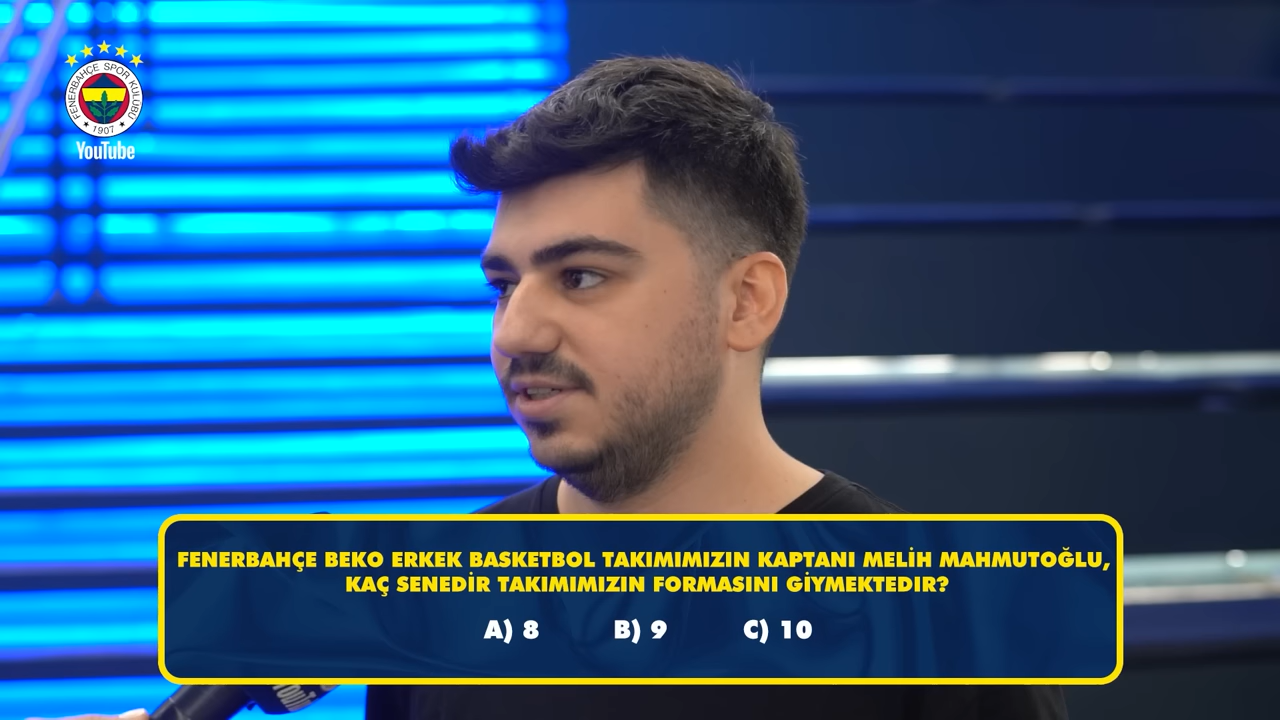 FENERBAHÇE SPOR KULÜBÜ
★ 1907 ★
YouTube
FENERBAHÇE BEKO ERKEK BASKETBOL TAKIMIMIZIN KAPTANI MELİH MAHMUTOĞLU,
KAÇ SENEDİR TAKIMIMIZIN FORMASINI GİYMEKTEDIR?
A) 8 B) 9 C) 10